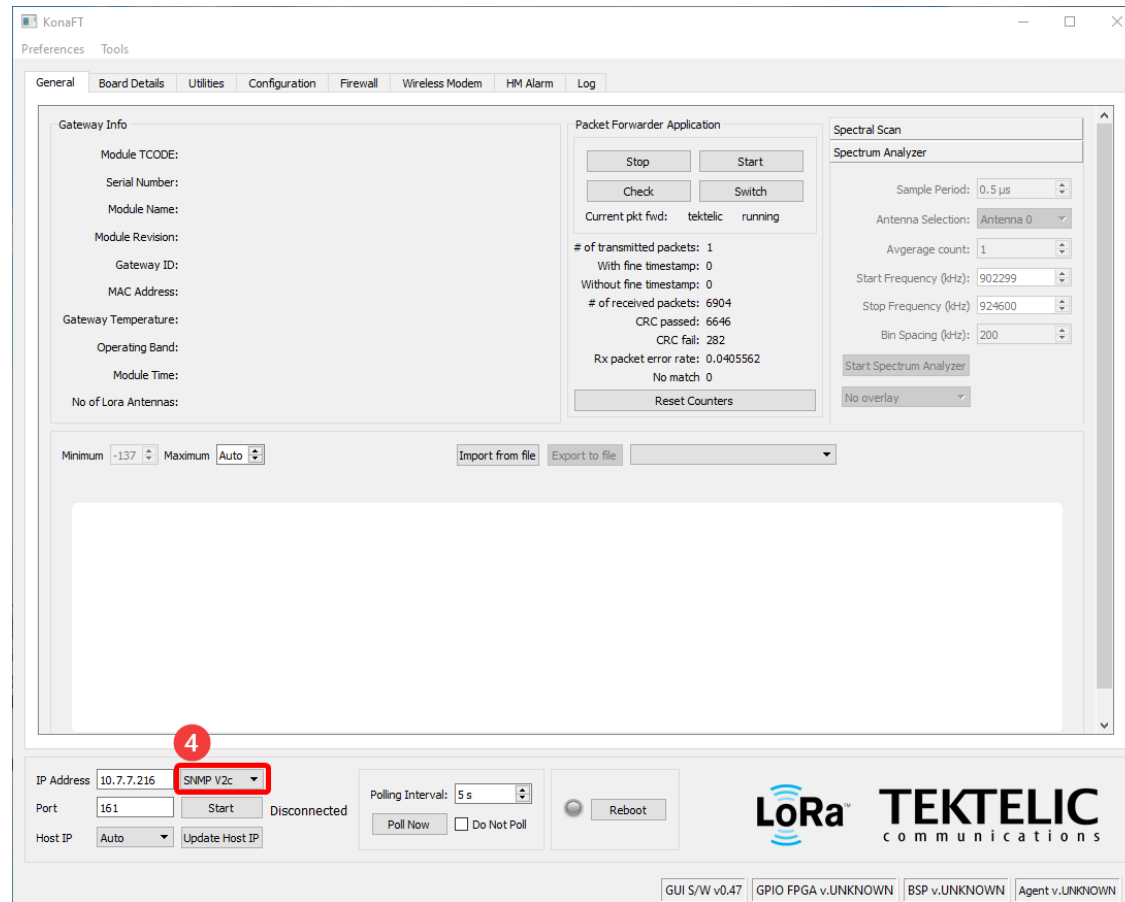 KonaFT
Preferences Tools
General Board Details Utilities Configuration Firewall Wireless Modem HM Alarm Log
Gateway Info
Module TCODE:
Serial Number:
Module Name:
Module Revision:
Gateway ID:
MAC Address:
Gateway Temperature:
Operating Band:
Module Time:
No of Lora Antennas:
Packet Forwarder Application
Stop Start
Check Switch
Current pkt fwd: tektelic running
# of transmitted packets: 1
With fine timestamp: 0
Without fine timestamp: 0
# of received packets: 6904
CRC passed: 6646
CRC fail: 282
Rx packet error rate: 0.0405562
No match 0
Reset Counters
Spectral Scan
Spectrum Analyzer
Sample Period: 0.5 µs
Antenna Selection: Antenna 0
Avgerage count: 1
Start Frequency (kHz): 902299
Stop Frequency (kHz) 924600
Bin Spacing (kHz): 200
Start Spectrum Analyzer
No overlay
Minimum -137 Maximum Auto Import from file Export to file
4
IP Address 10.7.7.216 SNMP V2c
Port 161 Start Disconnected
Host IP Auto Update Host IP
Polling Interval: 5 s
Poll Now Do Not Poll
Reboot
LoRa™
TEKTELIC
communications
GUI S/W v0.47 GPIO FPGA v.UNKNOWN BSP v.UNKNOWN Agent v.UNKNOWN